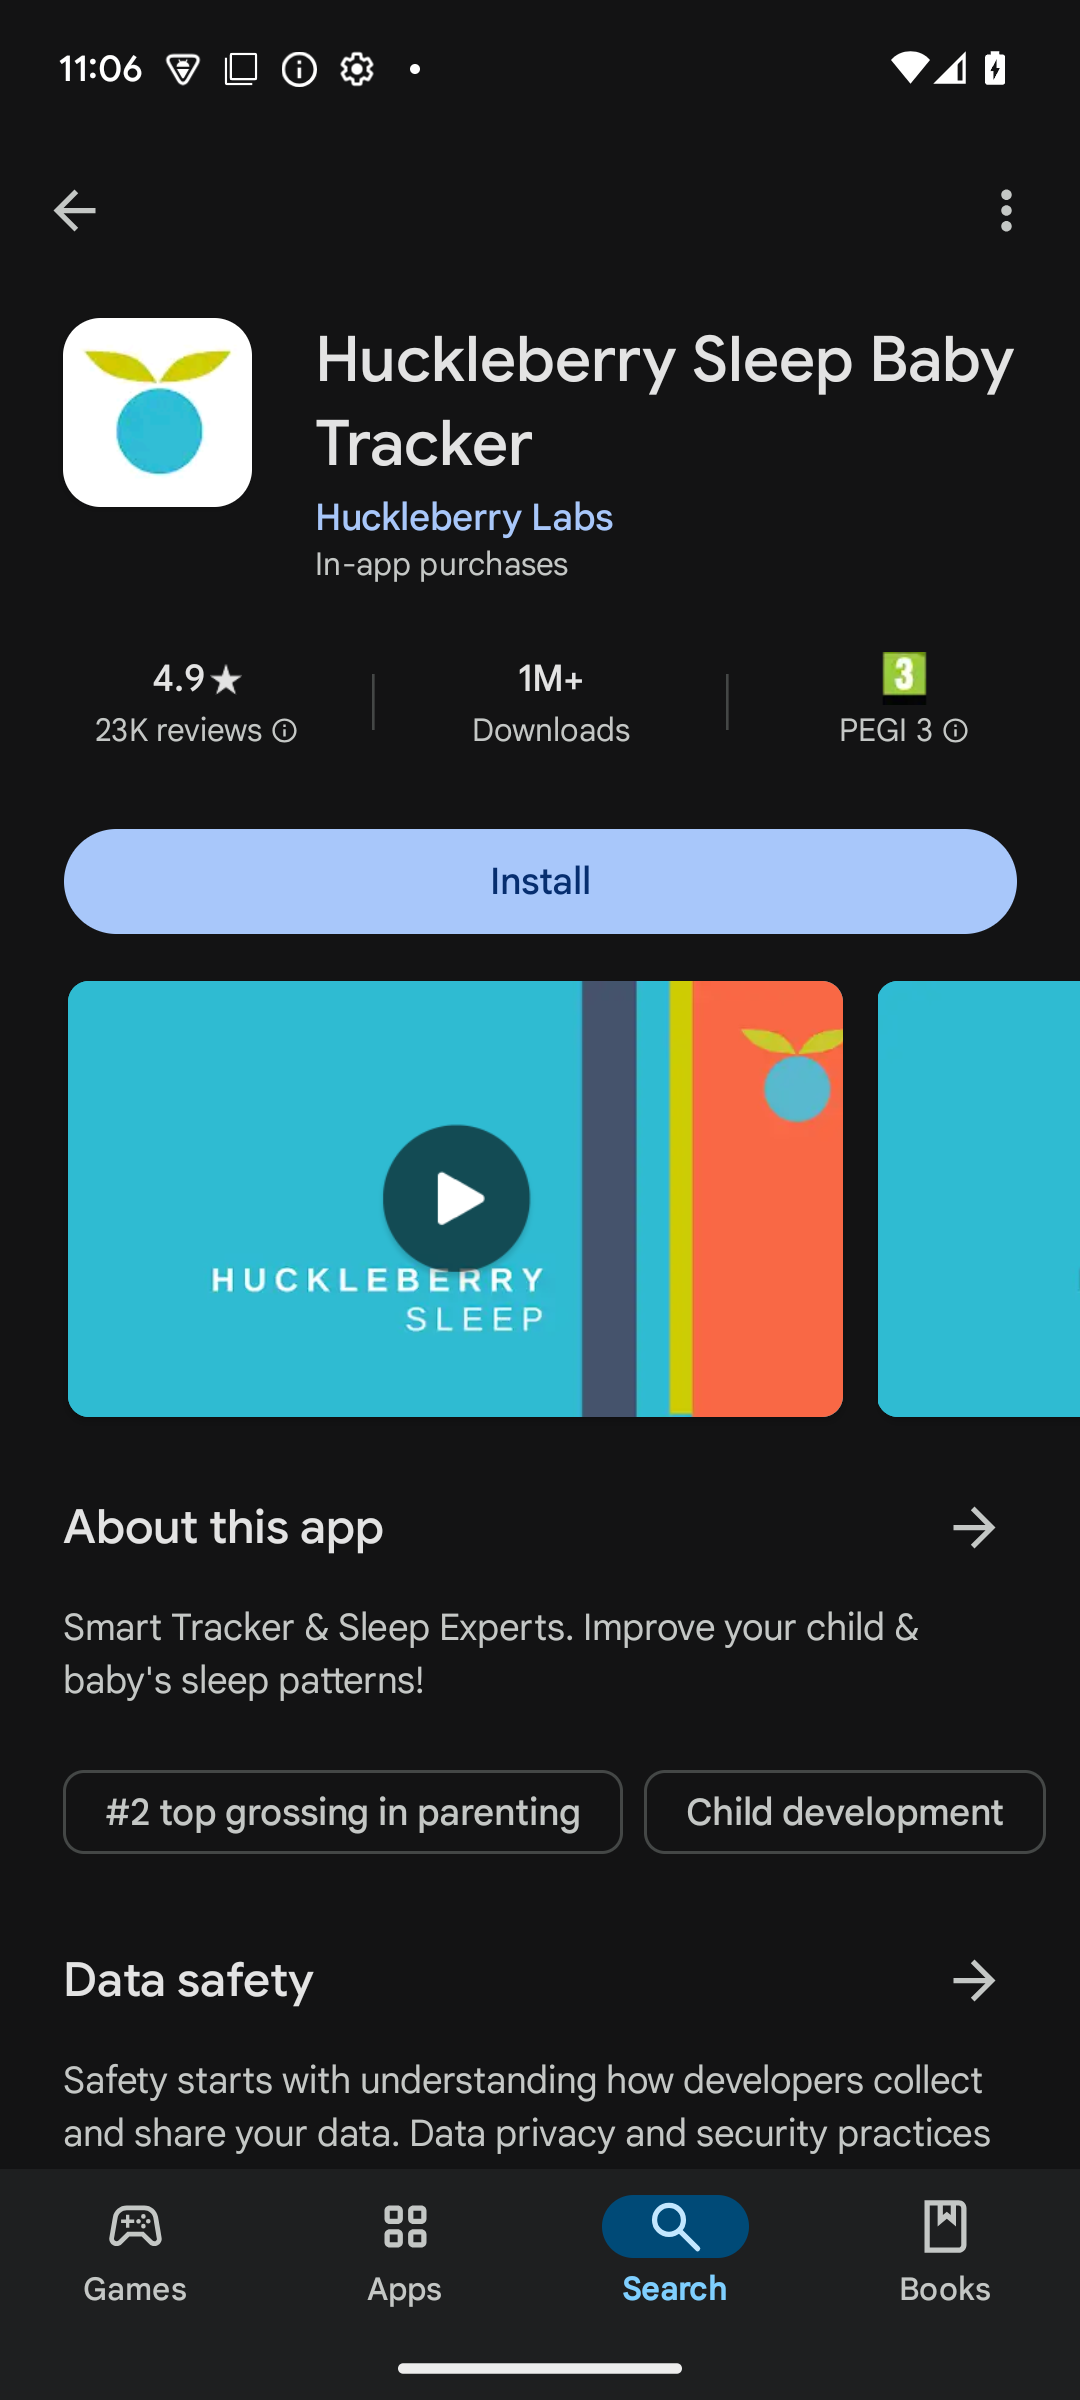 11:06
Huckleberry Sleep Baby
Tracker
Huckleberry Labs
In-app purchases
4.9★
23K reviews
1M+
Downloads
3
PEGI 3
Install
HUCKLEBERRY
SLEEP
About this app
Smart Tracker & Sleep Experts. Improve your child &
baby's sleep patterns!
#2 top grossing in parenting
Child development
Data safety
Safety starts with understanding how developers collect
and share your data. Data privacy and security practices
Games
Apps
Search
Books